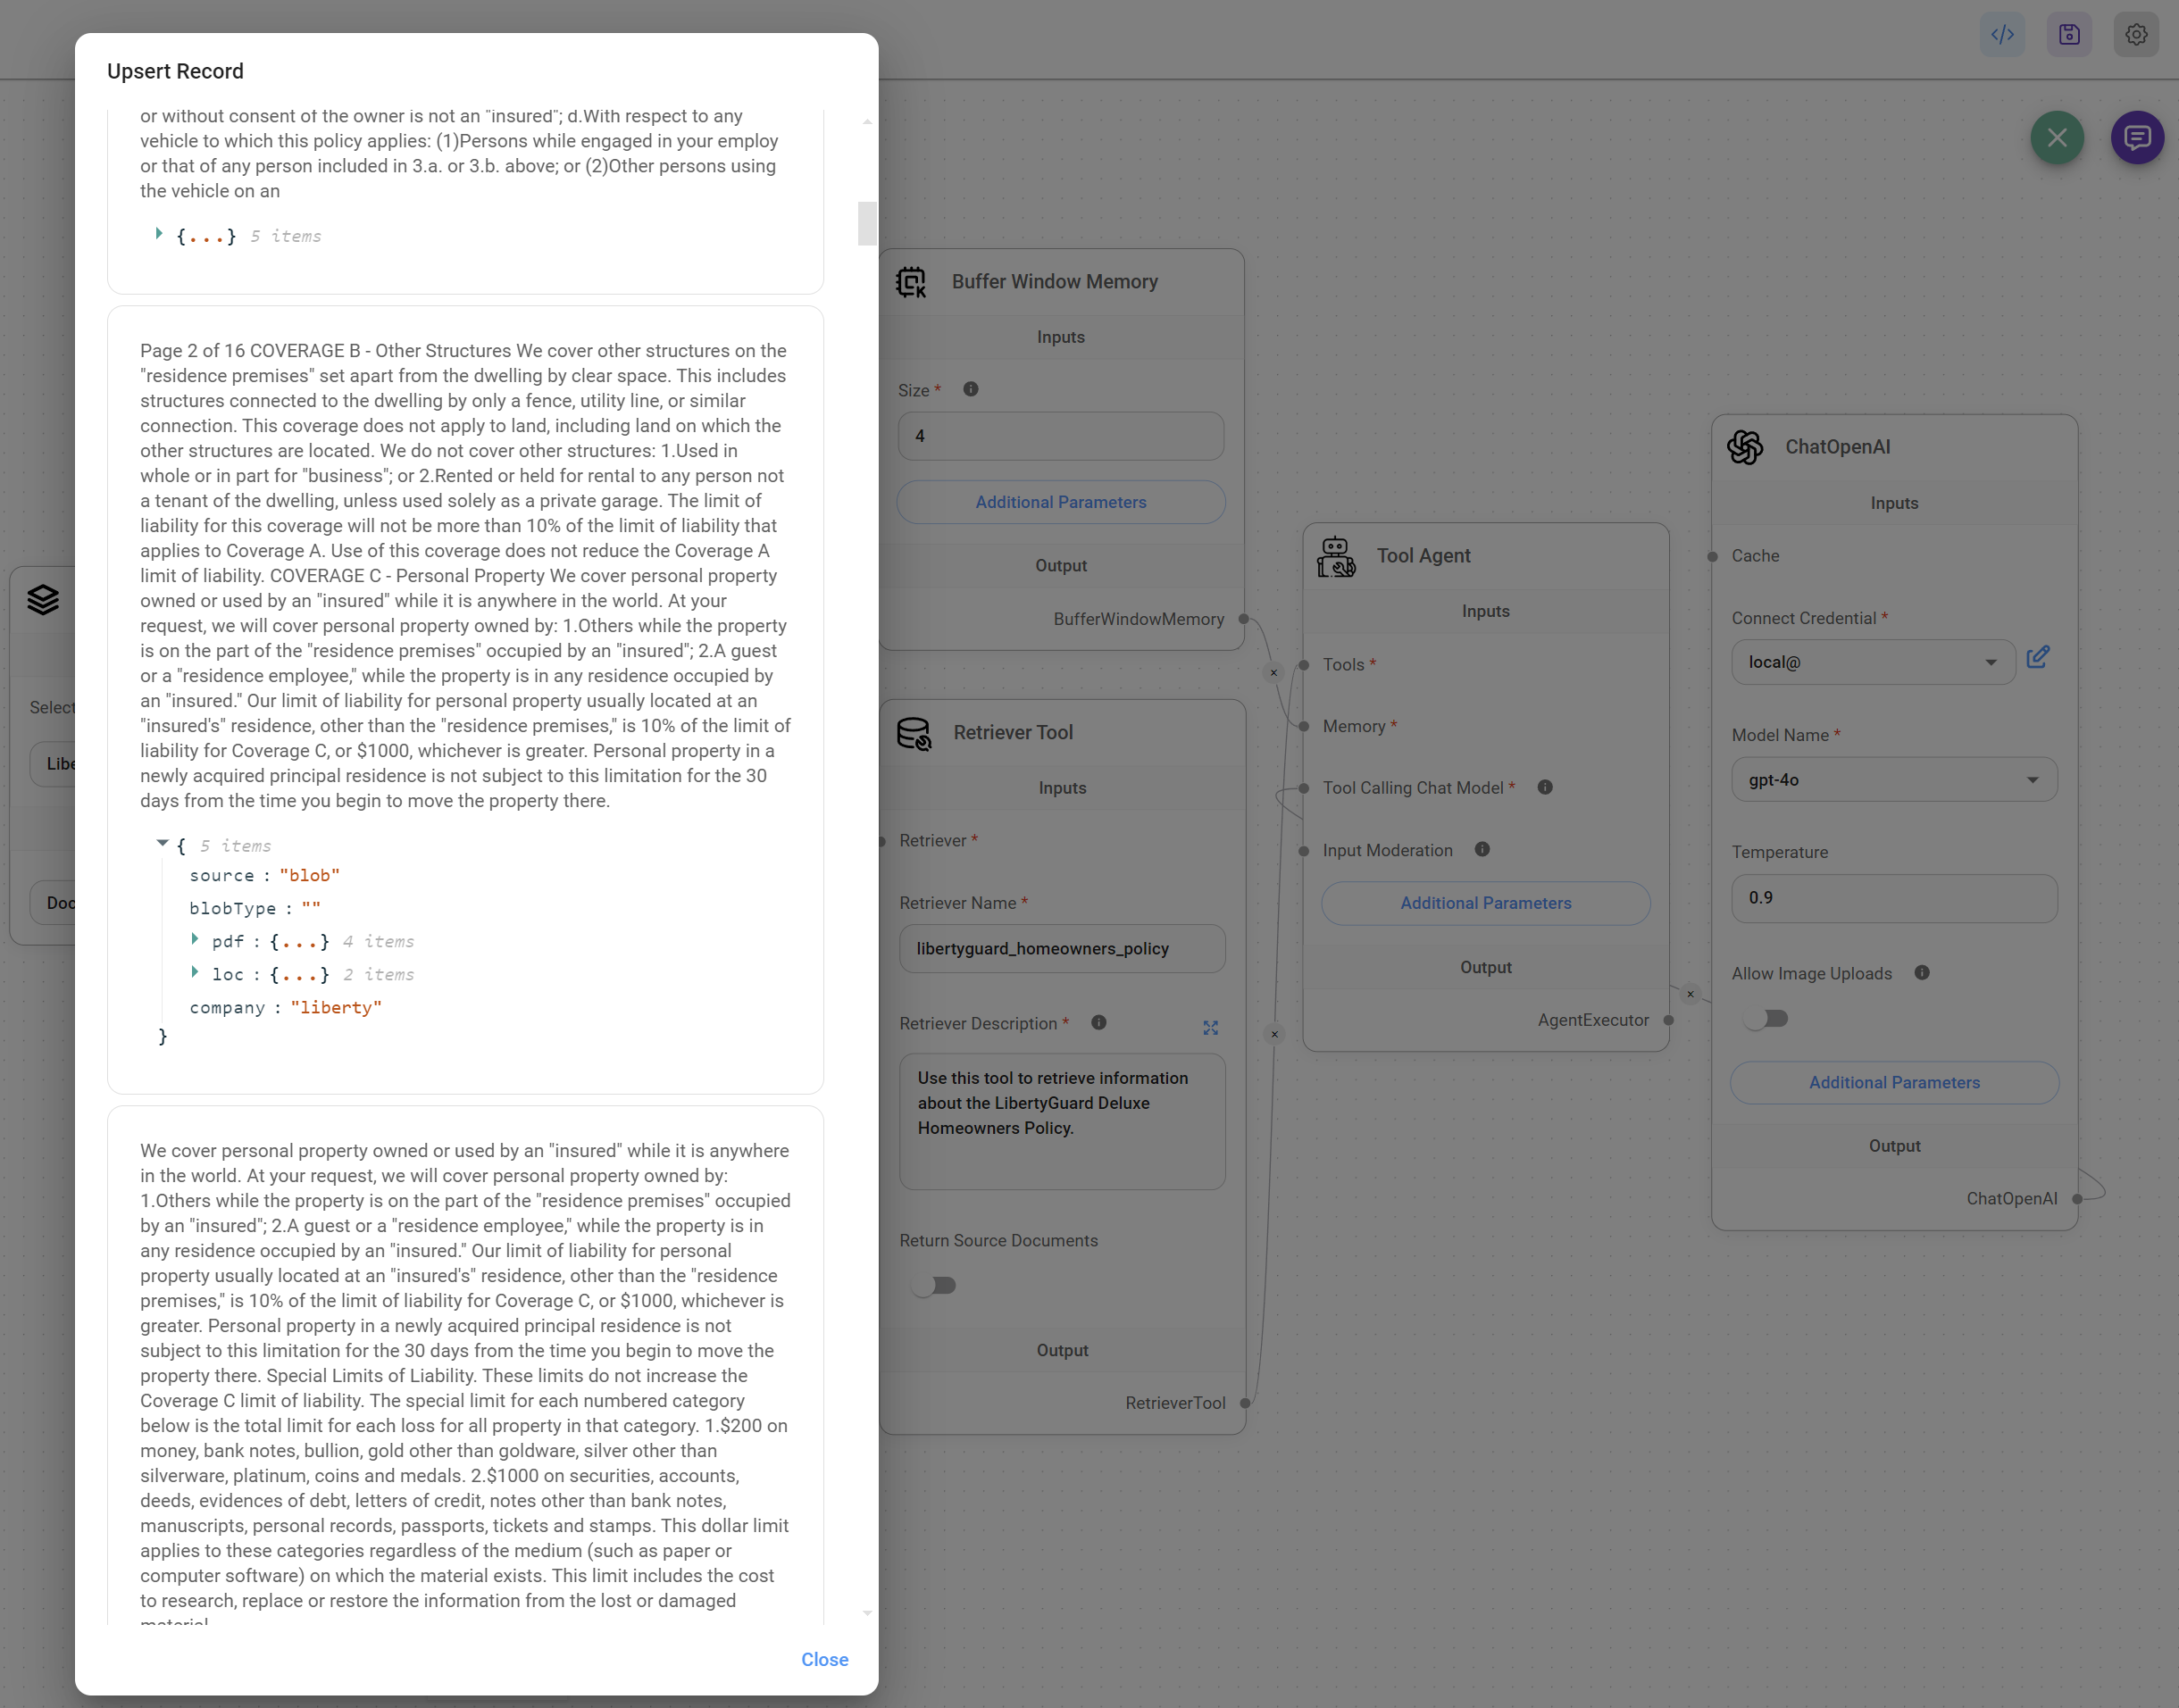 Upsert Record
or without consent of the owner is not an "insured"; d.With respect to any
vehicle to which this policy applies: (1)Persons while engaged in your employ
or that of any person included in 3.a. or 3.b. above; or (2)Other persons using
the vehicle on an
{...} 5 items
Page 2 of 16 COVERAGE B - Other Structures We cover other structures on the
"residence premises" set apart from the dwelling by clear space. This includes
structures connected to the dwelling by only a fence, utility line, or similar
connection. This coverage does not apply to land, including land on which the
other structures are located. We do not cover other structures: 1.Used in
whole or in part for "business"; or 2.Rented or held for rental to any person not
a tenant of the dwelling, unless used solely as a private garage. The limit of
liability for this coverage will not be more than 10% of the limit of liability that
applies to Coverage A. Use of this coverage does not reduce the Coverage A
limit of liability. COVERAGE C - Personal Property We cover personal property
owned or used by an "insured" while it is anywhere in the world. At your
request, we will cover personal property owned by: 1.Others while the property
is on the part of the "residence premises" occupied by an "insured"; 2.A guest
or a "residence employee," while the property is in any residence occupied by
an "insured." Our limit of liability for personal property usually located at an
"insured's" residence, other than the "residence premises," is 10% of the limit of
liability for Coverage C, or $1000, whichever is greater. Personal property in a
newly acquired principal residence is not subject to this limitation for the 30
days from the time you begin to move the property there.
{ 5 items
source : "blob"
blobType : ""
pdf : {...} 4 items
loc : {...} 2 items
company : "liberty"
}
We cover personal property owned or used by an "insured" while it is anywhere
in the world. At your request, we will cover personal property owned by:
1.Others while the property is on the part of the "residence premises" occupied
by an "insured"; 2.A guest or a "residence employee," while the property is in
any residence occupied by an "insured." Our limit of liability for personal
property usually located at an "insured's" residence, other than the "residence
premises," is 10% of the limit of liability for Coverage C, or $1000, whichever is
greater. Personal property in a newly acquired principal residence is not
subject to this limitation for the 30 days from the time you begin to move the
property there. Special Limits of Liability. These limits do not increase the
Coverage C limit of liability. The special limit for each numbered category
below is the total limit for each loss for all property in that category. 1.$200 on
money, bank notes, bullion, gold other than goldware, silver other than
silverware, platinum, coins and medals. 2.$1000 on securities, accounts,
deeds, evidences of debt, letters of credit, notes other than bank notes,
manuscripts, personal records, passports, tickets and stamps. This dollar limit
applies to these categories regardless of the medium (such as paper or
computer software) on which the material exists. This limit includes the cost
to research, replace or restore the information from the lost or damaged
material
Close
Select
Libe
Doc
Buffer Window Memory
Inputs
Size *
4
Additional Parameters
Output
BufferWindowMemory
Retriever Tool
Inputs
Retriever *
Retriever Name *
libertyguard_homeowners_policy
Retriever Description *
Use this tool to retrieve information
about the LibertyGuard Deluxe
Homeowners Policy.
Return Source Documents
Output
RetrieverTool
Tool Agent
Inputs
Tools *
Memory *
Tool Calling Chat Model *
Input Moderation
Additional Parameters
Output
AgentExecutor
ChatOpenAI
Inputs
Cache
Connect Credential *
local@
Model Name *
gpt-4o
Temperature
0.9
Allow Image Uploads
Additional Parameters
Output
ChatOpenAI